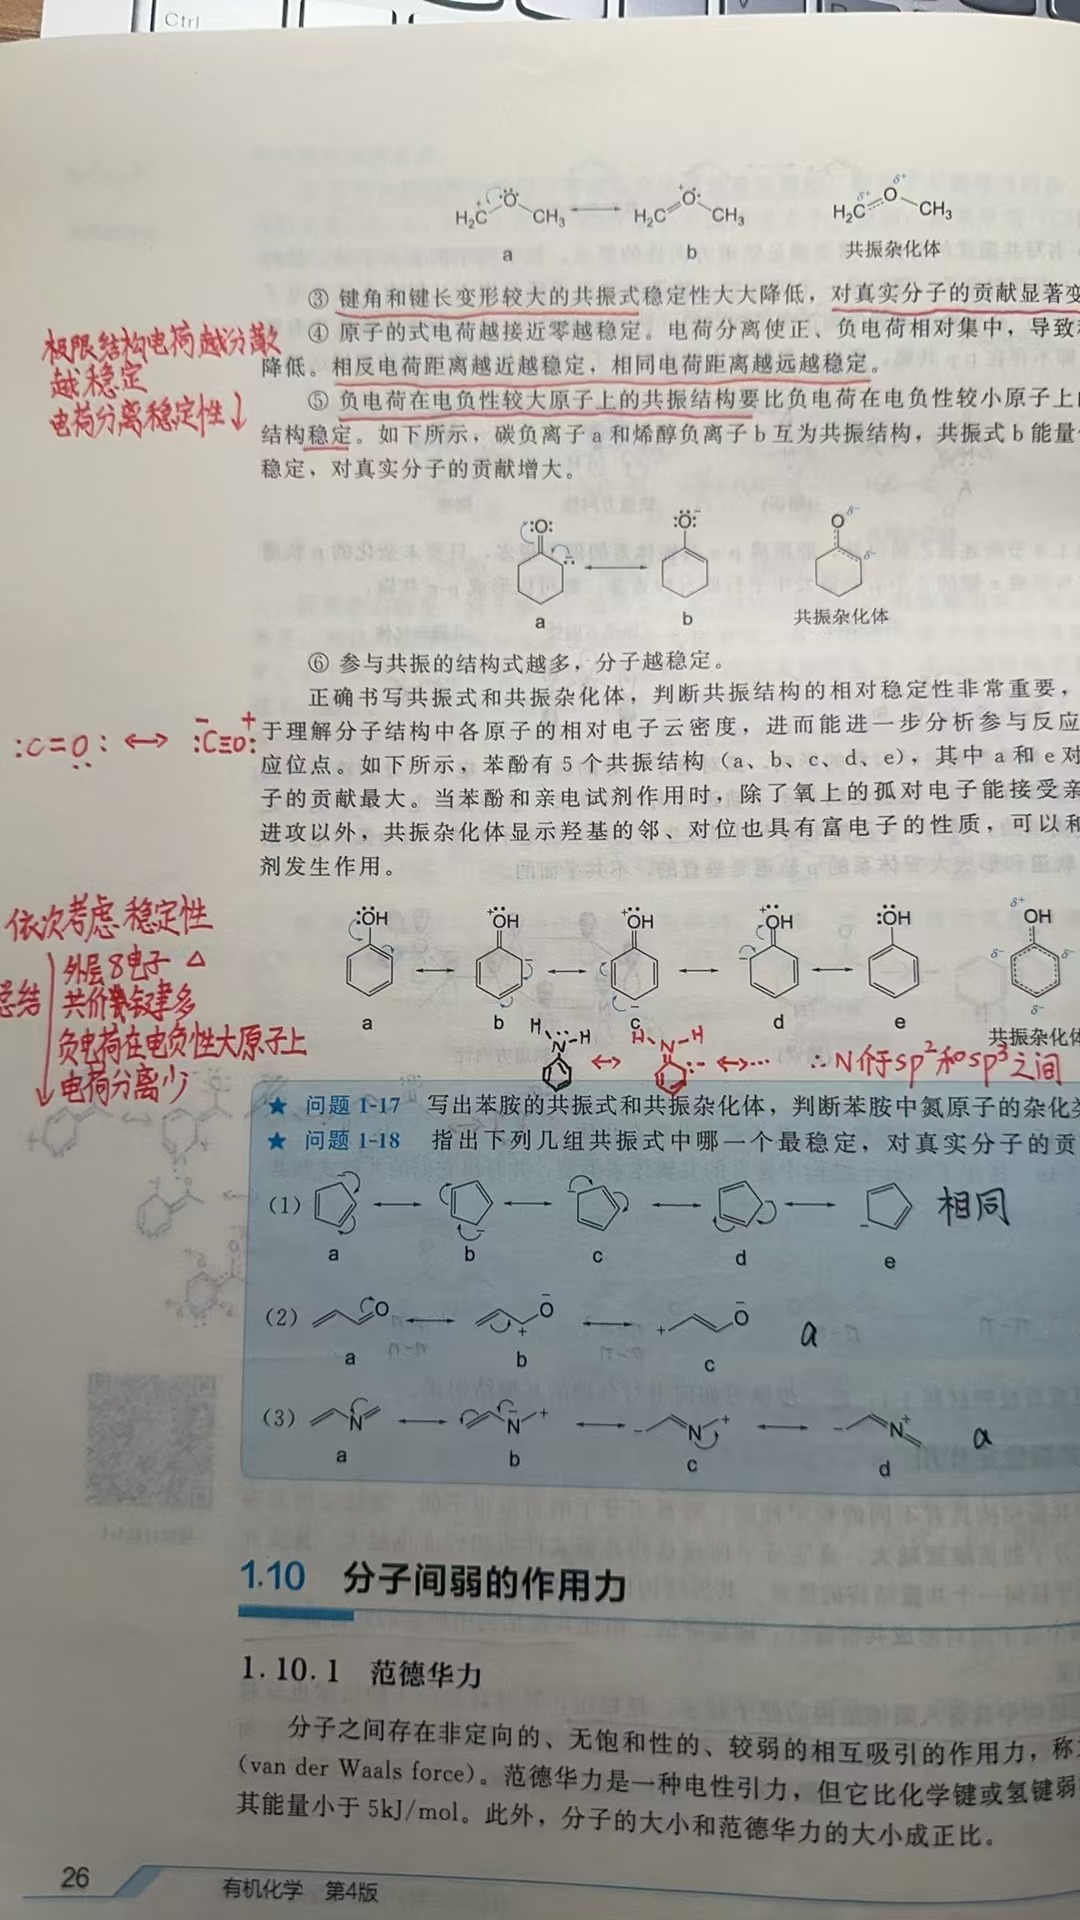 Ctrl
H₂C⁺ Ö CH₃ ⟷ H₂C O⁺ CH₃ H₂C δ⁺ O δ⁺ CH₃
a b 共振杂化体
③ 键角和键长变形较大的共振式稳定性大大降低，对真实分子的贡献显著变
④ 原子的式电荷越接近零越稳定。电荷分离使正、负电荷相对集中，导致
降低。相反电荷距离越近越稳定，相同电荷距离越远越稳定。
极限结构电荷越分散
越稳定
电荷分离稳定性↓
⑤ 负电荷在电负性较大原子上的共振结构要比负电荷在电负性较小原子上
结构稳定。如下所示，碳负离子 a 和烯醇负离子 b 互为共振结构，共振式 b 能量
稳定，对真实分子的贡献增大。
:O: :Ö:⁻ O δ⁻ δ⁻
a b 共振杂化体
⑥ 参与共振的结构式越多，分子越稳定。
正确书写共振式和共振杂化体，判断共振结构的相对稳定性非常重要，
:C=O: ↔ :C≡O: − +
于理解分子结构中各原子的相对电子云密度，进而能进一步分析参与反应
应位点。如下所示，苯酚有 5 个共振结构（a、b、c、d、e），其中 a 和 e 对
子的贡献最大。当苯酚和亲电试剂作用时，除了氧上的孤对电子能接受亲
进攻以外，共振杂化体显示羟基的邻、对位也具有富电子的性质，可以和
剂发生作用。
依次考虑稳定性
外层8电子 △
总结
共价键多
负电荷在电负性大原子上
电荷分离少
:ÖH ⁺OH ⁺OH ⁺OH :ÖH δ⁺ OH δ⁻ δ⁻ δ⁻
a b c d e 共振杂化体
H N H ↔ H N H ↔ ⋯ ∴N介于sp²和sp³之间
★ 问题 1-17 写出苯胺的共振式和共振杂化体，判断苯胺中氮原子的杂化
★ 问题 1-18 指出下列几组共振式中哪一个最稳定，对真实分子的贡
(1) 相同
a b c d e
(2) O O⁻ O⁻ a
a b c
(3) N N N N⁺ a
a b c d
1.10 分子间弱的作用力
1.10.1 范德华力
分子之间存在非定向的、无饱和性的、较弱的相互吸引的作用力，称
(van der Waals force)。范德华力是一种电性引力，但它比化学键或氢键弱
其能量小于 5kJ/mol。此外，分子的大小和范德华力的大小成正比。
26 有机化学 第4版